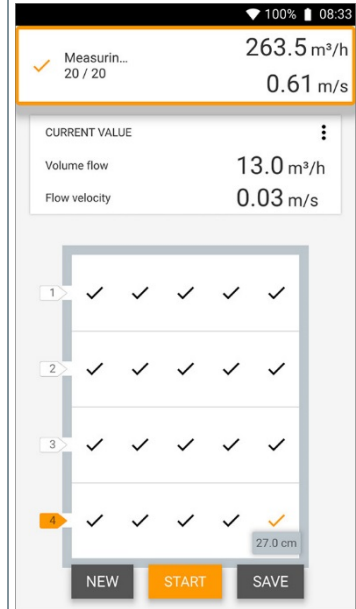 100% 08:33
Measurin... 263.5 m³/h
20 / 20 0.61 m/s
CURRENT VALUE
Volume flow 13.0 m³/h
Flow velocity 0.03 m/s
1
2
3
4
27.0 cm
NEW START SAVE